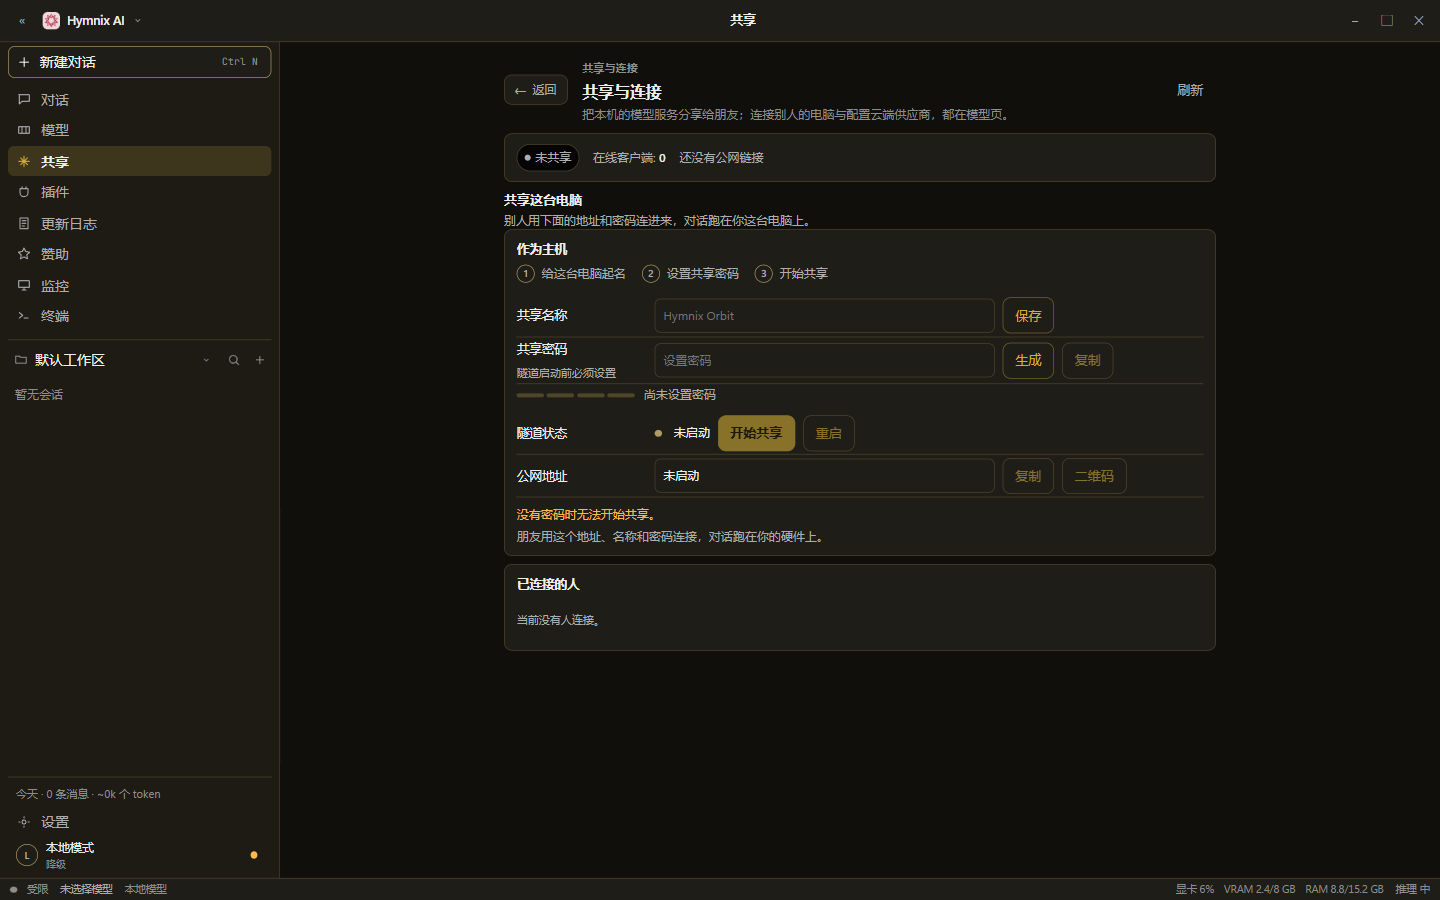 «
Hymnix AI
共享
新建对话
Ctrl N
对话
模型
共享
插件
更新日志
赞助
监控
终端
默认工作区
暂无会话
今天 · 0 条消息 · ~0k 个 token
设置
L
本地模式
降级
← 返回
共享与连接
共享与连接
把本机的模型服务分享给朋友；连接别人的电脑与配置云端供应商，都在模型页。
刷新
未共享 在线客户端: 0 还没有公网链接
共享这台电脑
别人用下面的地址和密码连进来，对话跑在你这台电脑上。
作为主机
1 给这台电脑起名 2 设置共享密码 3 开始共享
共享名称 Hymnix Orbit 保存
共享密码 设置密码 生成 复制
隧道启动前必须设置
尚未设置密码
隧道状态 未启动 开始共享 重启
公网地址 未启动 复制 二维码
没有密码时无法开始共享。
朋友用这个地址、名称和密码连接，对话跑在你的硬件上。
已连接的人
当前没有人连接。
受限 未选择模型 本地模型
显卡 6% VRAM 2.4/8 GB RAM 8.8/15.2 GB 推理 中